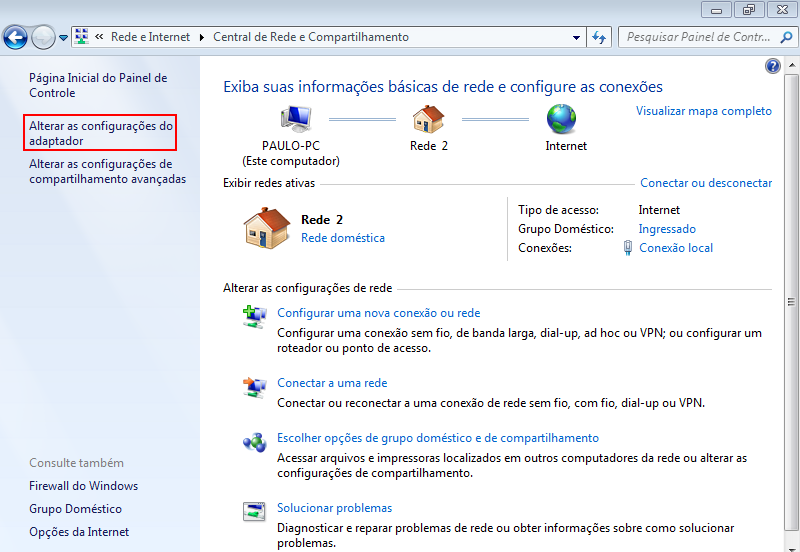 « Rede e Internet ▸ Central de Rede e Compartilhamento
Pesquisar Painel de Contr...
Página Inicial do Painel de
Controle
Alterar as configurações do
adaptador
Alterar as configurações de
compartilhamento avançadas
Exiba suas informações básicas de rede e configure as conexões
Visualizar mapa completo
PAULO-PC
(Este computador)
Rede 2
Internet
Exibir redes ativas
Conectar ou desconectar
Rede 2
Rede doméstica
Tipo de acesso: Internet
Grupo Doméstico: Ingressado
Conexões: Conexão local
Alterar as configurações de rede
Configurar uma nova conexão ou rede
Configurar uma conexão sem fio, de banda larga, dial-up, ad hoc ou VPN; ou configurar um
roteador ou ponto de acesso.
Conectar a uma rede
Conectar ou reconectar a uma conexão de rede sem fio, com fio, dial-up ou VPN.
Escolher opções de grupo doméstico e de compartilhamento
Acessar arquivos e impressoras localizados em outros computadores da rede ou alterar as
configurações de compartilhamento.
Solucionar problemas
Diagnosticar e reparar problemas de rede ou obter informações sobre como solucionar
problemas.
Consulte também
Firewall do Windows
Grupo Doméstico
Opções da Internet